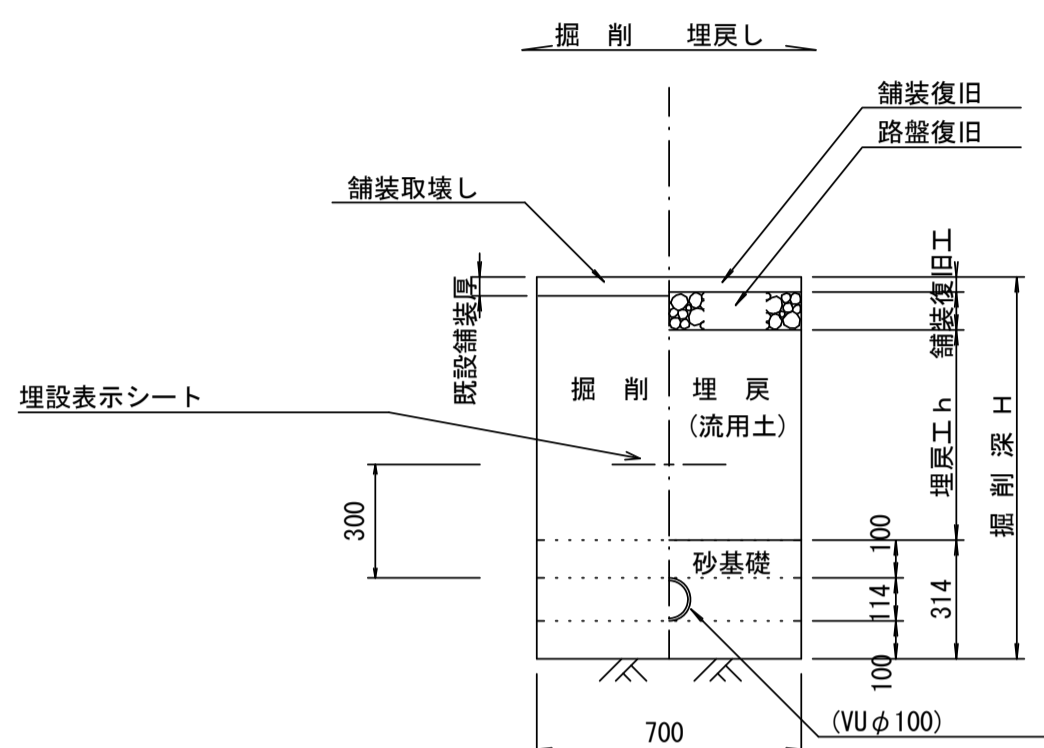 掘 削 埋戻し
舗装復旧
路盤復旧
舗装取壊し
既設舗装厚
舗装復旧工
埋設表示シート
掘 削
埋 戻
(流用土)
埋戻工 h
掘 削 深 H
300
砂基礎
100
114
100
314
(VUφ100)
700